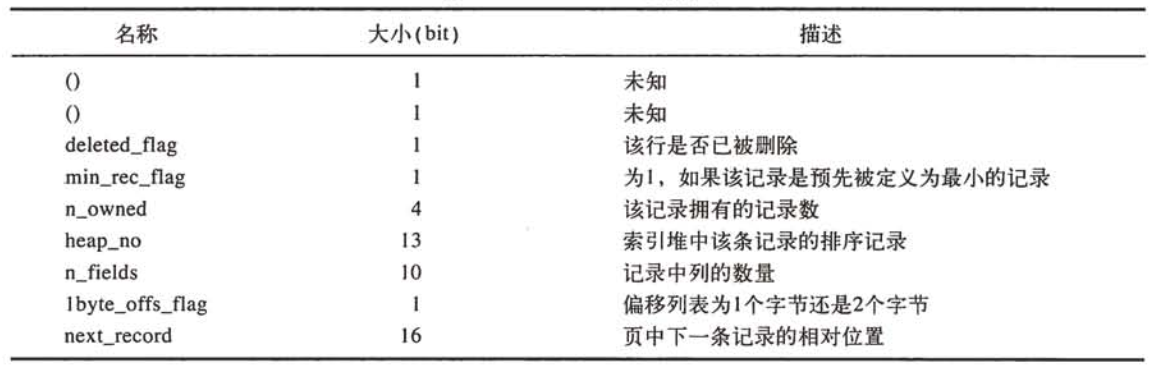 名称 大小(bit) 描述
() 1 未知
() 1 未知
deleted_flag 1 该行是否已被删除
min_rec_flag 1 为1，如果该记录是预先被定义为最小的记录
n_owned 4 该记录拥有的记录数
heap_no 13 索引堆中该条记录的排序记录
n_fields 10 记录中列的数量
1byte_offs_flag 1 偏移列表为1个字节还是2个字节
next_record 16 页中下一条记录的相对位置